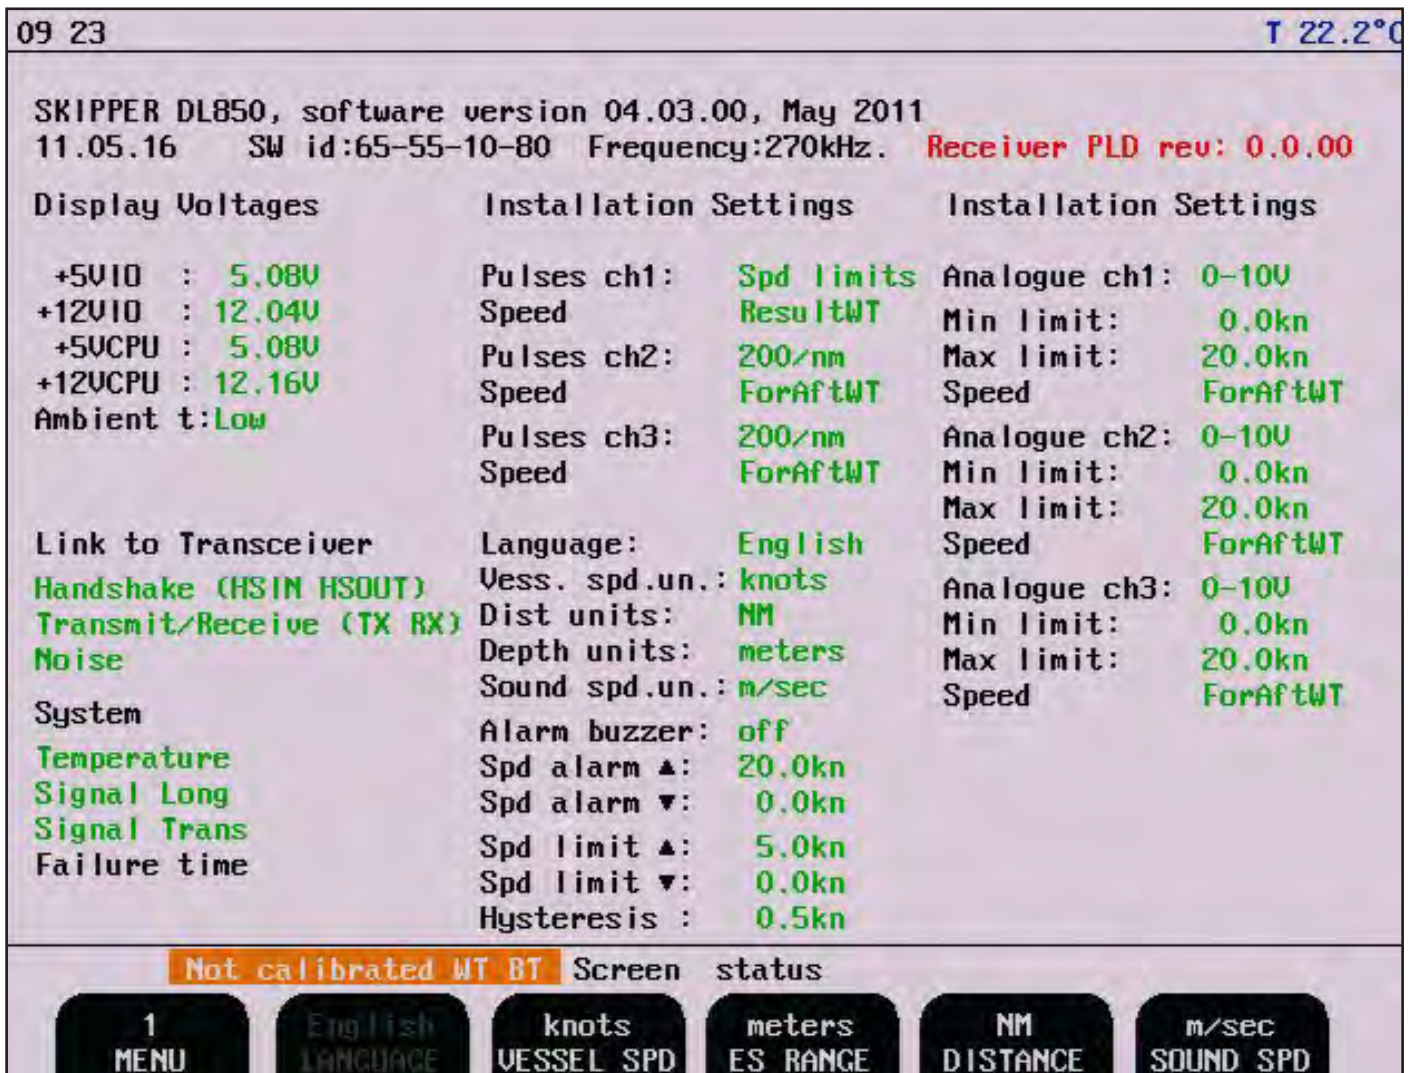 09 23
T 22.2°C
SKIPPER DL850, software version 04.03.00, May 2011
11.05.16 SW id:65-55-10-80 Frequency:270kHz. Receiver PLD rev: 0.0.00
Display Voltages
+5VIO : 5.08V
+12VIO : 12.04V
+5VCPU : 5.08V
+12VCPU : 12.16V
Ambient t:Low
Link to Transceiver
Handshake (HSIN HSOUT)
Transmit/Receive (TX RX)
Noise
System
Temperature
Signal Long
Signal Trans
Failure time
Installation Settings
Pulses ch1: Spd limits
Speed ResultWT
Pulses ch2: 200/nm
Speed ForAftWT
Pulses ch3: 200/nm
Speed ForAftWT
Language: English
Vess. spd.un.: knots
Dist units: NM
Depth units: meters
Sound spd.un.: m/sec
Alarm buzzer: off
Spd alarm ▲: 20.0kn
Spd alarm ▼: 0.0kn
Spd limit ▲: 5.0kn
Spd limit ▼: 0.0kn
Hysteresis : 0.5kn
Installation Settings
Analogue ch1: 0-10V
Min limit: 0.0kn
Max limit: 20.0kn
Speed ForAftWT
Analogue ch2: 0-10V
Min limit: 0.0kn
Max limit: 20.0kn
Speed ForAftWT
Analogue ch3: 0-10V
Min limit: 0.0kn
Max limit: 20.0kn
Speed ForAftWT
Not calibrated WT BT Screen status
1
MENU
English
LANGUAGE
knots
VESSEL SPD
meters
ES RANGE
NM
DISTANCE
m/sec
SOUND SPD